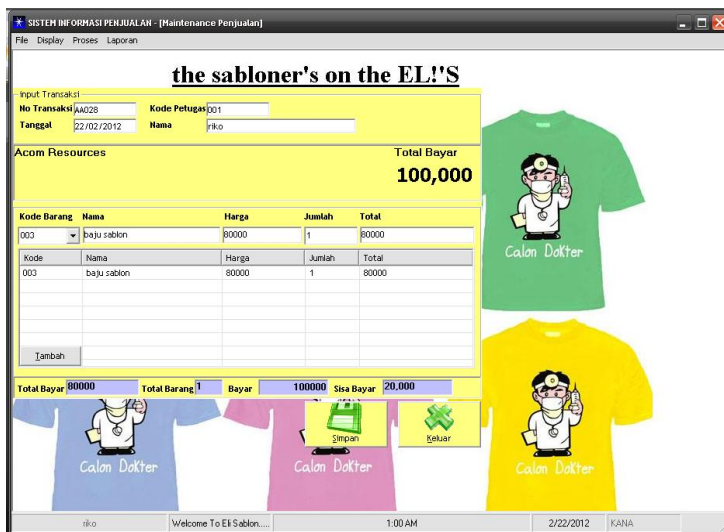 SISTEM INFORMASI PENJUALAN - [Maintenance Penjualan]
File Display Proses Laporan
the sabloner's on the EL!'S
Input Transaksi
No Transaksi AA028 Kode Petugas 001
Tanggal 22/02/2012 Nama riko
Acom Resources Total Bayar
100,000
Kode Barang Nama Harga Jumlah Total
003 baju sablon 80000 1 80000
Kode Nama Harga Jumlah Total
003 baju sablon 80000 1 80000
Tambah
Total Bayar 80000 Total Barang 1 Bayar 100000 Sisa Bayar 20,000
Simpan Keluar
Calon Dokter
Calon Dokter
Calon Dokter
Calon Dokter
riko Welcome To Eli Sablon..... 1:00 AM 2/22/2012 KANA